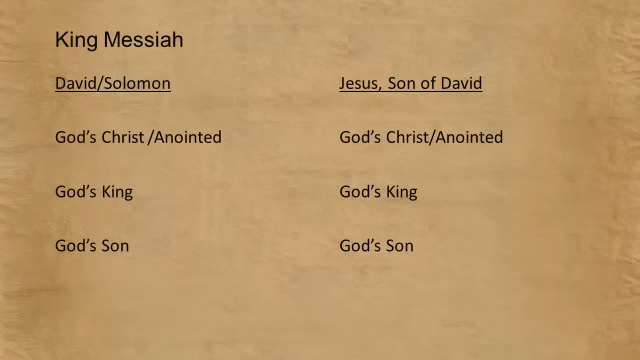 King Messiah
David/Solomon    Jesus, Son of David
God’s Christ /Anointed    God’s Christ/Anointed
God’s King    God’s King
God’s Son    God’s Son